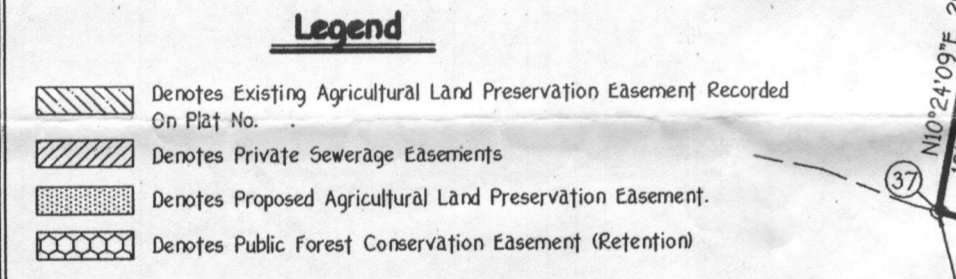 Legend
Denotes Existing Agricultural Land Preservation Easement Recorded
On Plat No. .
Denotes Private Sewerage Easements
Denotes Proposed Agricultural Land Preservation Easement.
Denotes Public Forest Conservation Easement (Retention)
N10°24'09"E
37